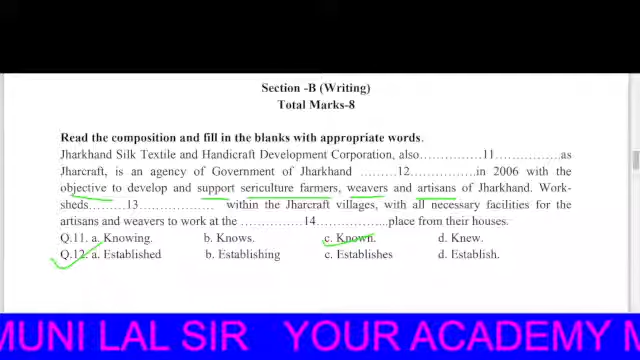 Section -B (Writing)
Total Marks-8
Read the composition and fill in the blanks with appropriate words.
Jharkhand Silk Textile and Handicraft Development Corporation, also……………11……………as
Jharcraft, is an agency of Government of Jharkhand ………12……………in 2006 with the
objective to develop and support sericulture farmers, weavers and artisans of Jharkhand. Work-
sheds………13……………… within the Jharcraft villages, with all necessary facilities for the
artisans and weavers to work at the ………14………………place from their houses.
Q.11. a. Knowing. b. Knows. c. Known. d. Knew.
Q.12. a. Established b. Establishing c. Establishes d. Establish.
MUNI LAL SIR YOUR ACADEMY M